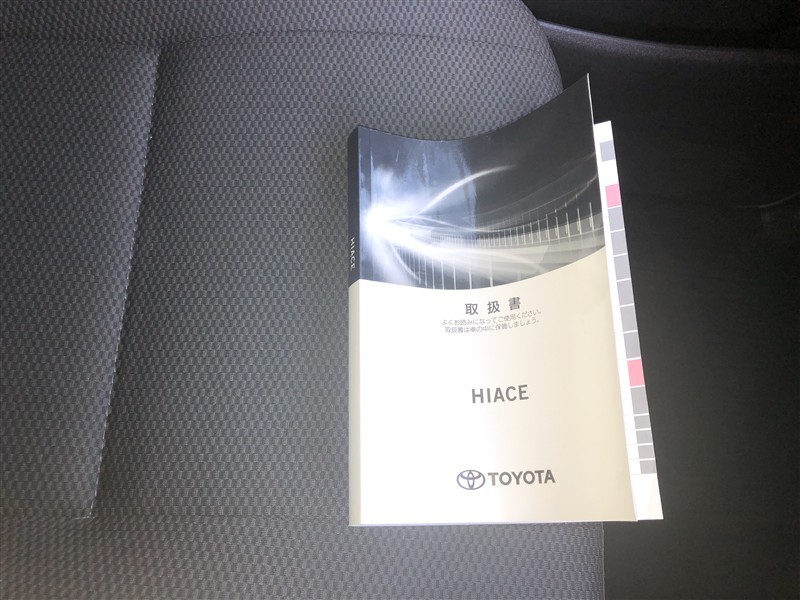 取扱書
よくお読みになってご使用ください。
取扱書は車の中に保管しましょう。
HIACE
TOYOTA
HIACE